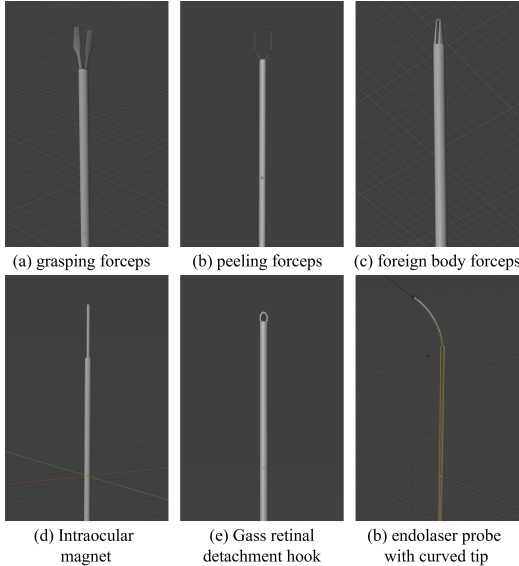 (a) grasping forceps
(b) peeling forceps
(c) foreign body forceps
(d) Intraocular
magnet
(e) Gass retinal
detachment hook
(b) endolaser probe
with curved tip